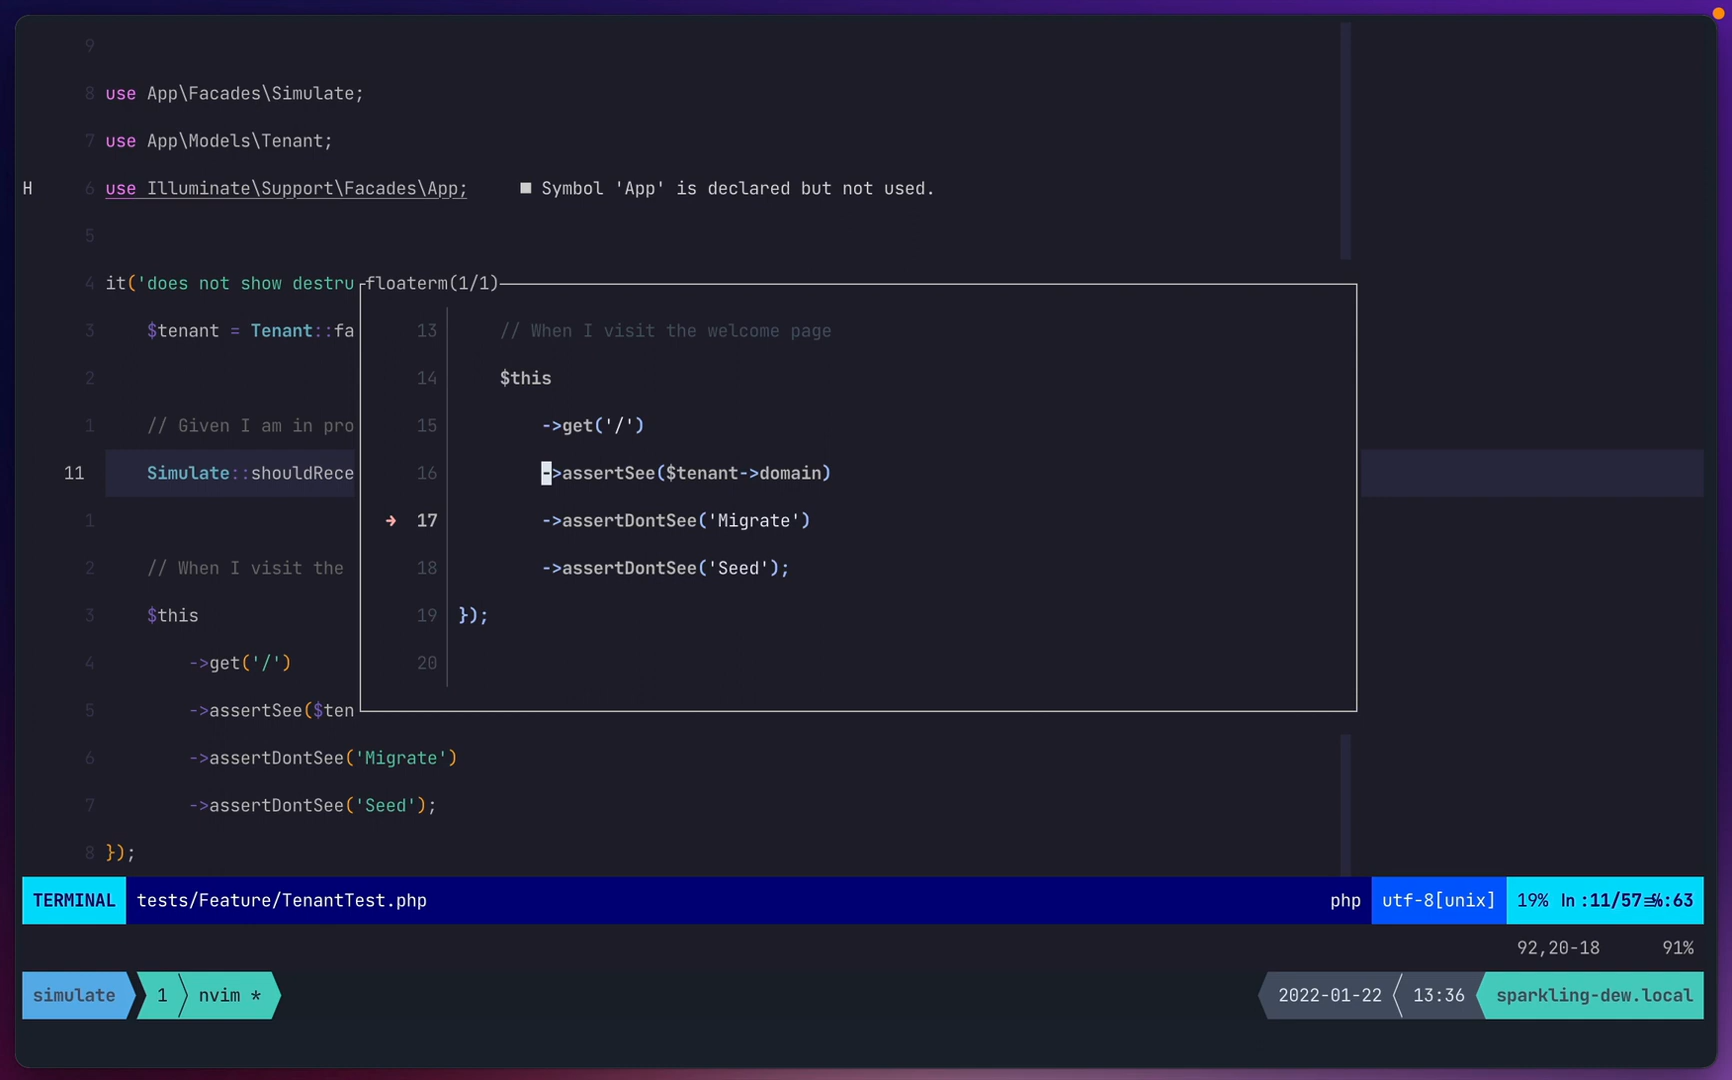 9
8 use App\Facades\Simulate;
7 use App\Models\Tenant;
H 6 use Illuminate\Support\Facades\App; ■ Symbol 'App' is declared but not used.
5
4 it('does not show destru
3 $tenant = Tenant::fa
2
1 // Given I am in pro
11 Simulate::shouldRece
1
2 // When I visit the
3 $this
4 ->get('/')
5 ->assertSee($ten
6 ->assertDontSee('Migrate')
7 ->assertDontSee('Seed');
8 });
floaterm(1/1)
13 // When I visit the welcome page
14 $this
15 ->get('/')
16 ->assertSee($tenant->domain)
→ 17 ->assertDontSee('Migrate')
18 ->assertDontSee('Seed');
19 });
20
TERMINAL tests/Feature/TenantTest.php php utf-8[unix] 19% ln :11/57≡%:63
92,20-18 91%
simulate 1 nvim * 2022-01-22 13:36 sparkling-dew.local